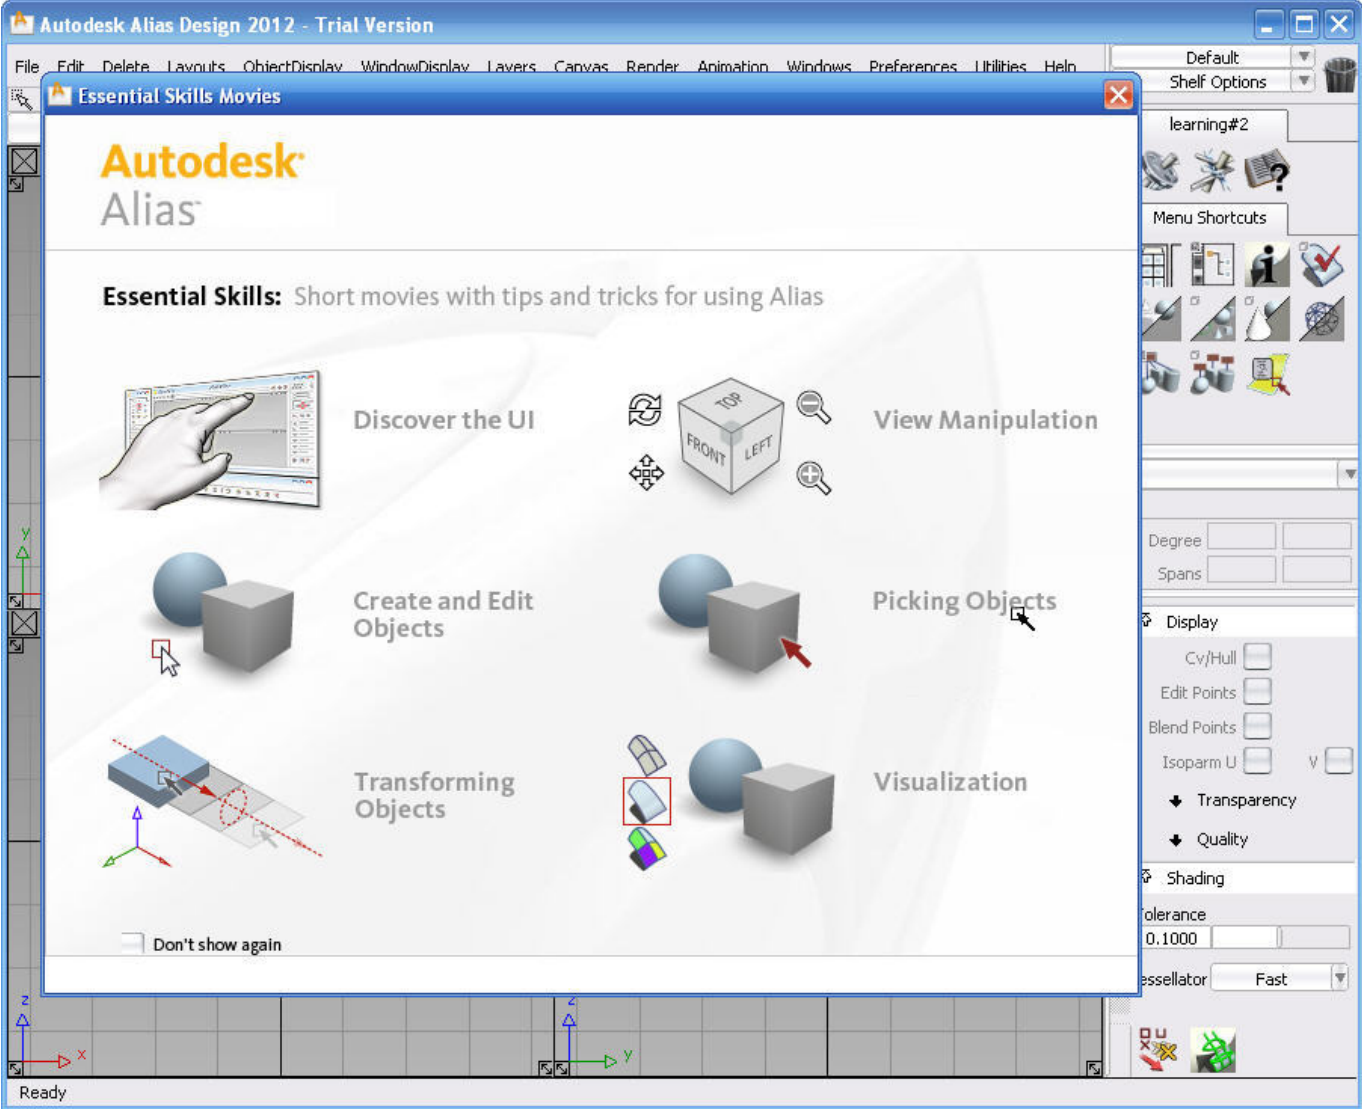 Autodesk Alias Design 2012 - Trial Version
File Edit Delete Layouts ObjectDisplay WindowDisplay Layers Canvas Render Animation Windows Preferences Utilities Help
Default
Shelf Options
Essential Skills Movies
learning#2
Autodesk
Alias
Menu Shortcuts
Essential Skills: Short movies with tips and tricks for using Alias
Discover the UI
TOP
FRONT LEFT
View Manipulation
Degree
Spans
Create and Edit
Objects
Picking Objects
Display
Cv/Hull
Edit Points
Blend Points
Isoparm U V
Transforming
Objects
Visualization
Transparency
Quality
Shading
olerance
0.1000
Don't show again
essellator Fast
y
z
x
z
y
Ready